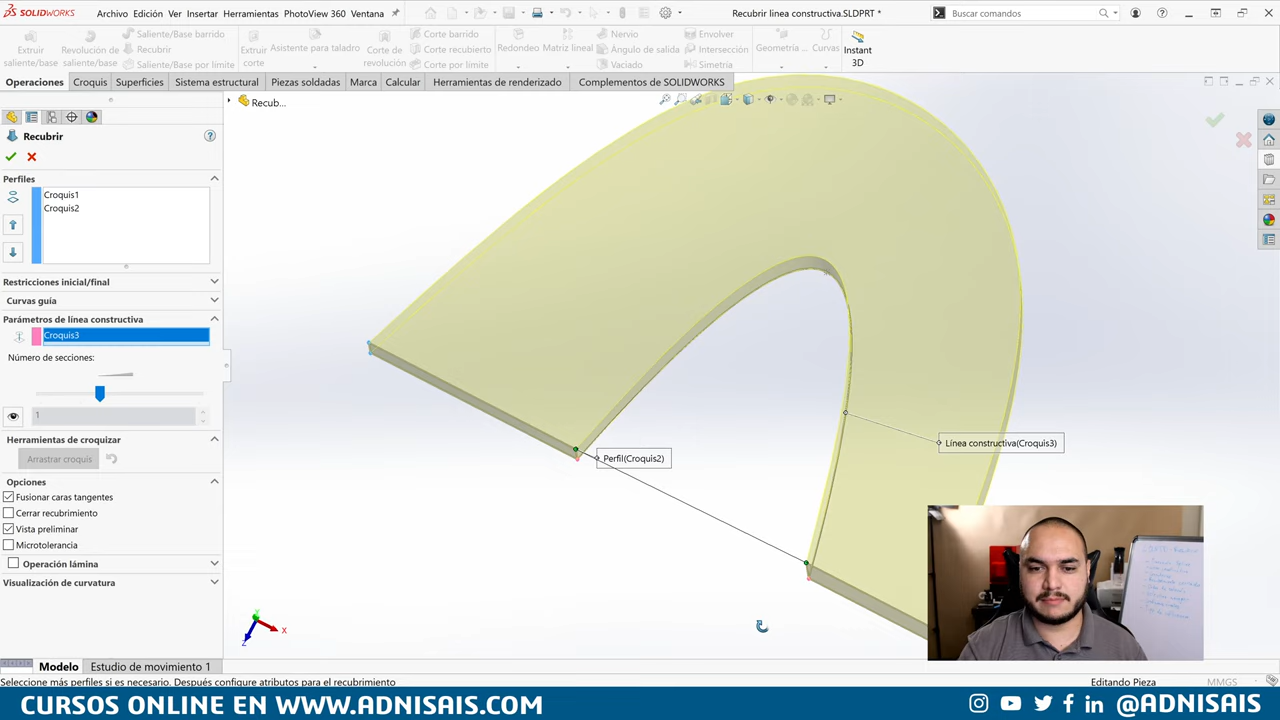 SOLIDWORKS
Archivo Edición Ver Insertar Herramientas PhotoView 360 Ventana
Recubrir linea constructiva.SLDPRT *
Buscar comandos
Extruir saliente/base
Revolución de saliente/base
Saliente/Base barrido
Recubrir
Saliente/Base por límite
Extruir corte
Asistente para taladro
Corte de revolución
Corte barrido
Corte recubierto
Corte por límite
Redondeo
Matriz lineal
Nervio
Ángulo de salida
Vaciado
Envolver
Intersección
Simetría
Geometría ...
Curvas
Instant 3D
Operaciones Croquis Superficies Sistema estructural Piezas soldadas Marca Calcular Herramientas de renderizado Complementos de SOLIDWORKS
Recub...
Recubrir
Perfiles
Croquis1
Croquis2
Restricciones inicial/final
Curvas guía
Parámetros de línea constructiva
Croquis3
Número de secciones:
1
Herramientas de croquizar
Arrastrar croquis
Opciones
Fusionar caras tangentes
Cerrar recubrimiento
Vista preliminar
Microtolerancia
Operación lámina
Visualización de curvatura
Perfil(Croquis2)
Línea constructiva(Croquis3)
Y
X
Z
Modelo Estudio de movimiento 1
Seleccione más perfiles si es necesario. Después configure atributos para el recubrimiento
Editando Pieza
MMGS
CURSOS ONLINE EN WWW.ADNISAIS.COM
@ADNISAIS